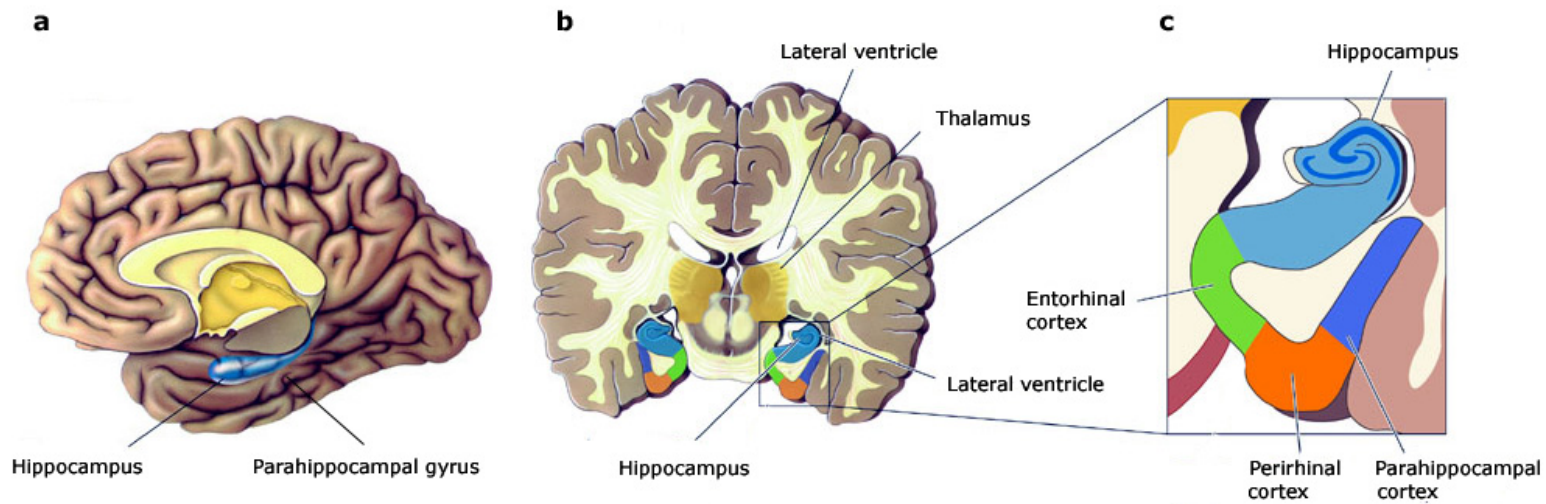 a
Hippocampus
Parahippocampal gyrus
b
Lateral ventricle
Thalamus
Lateral ventricle
Hippocampus
c
Hippocampus
Entorhinal
cortex
Perirhinal
cortex
Parahippocampal
cortex